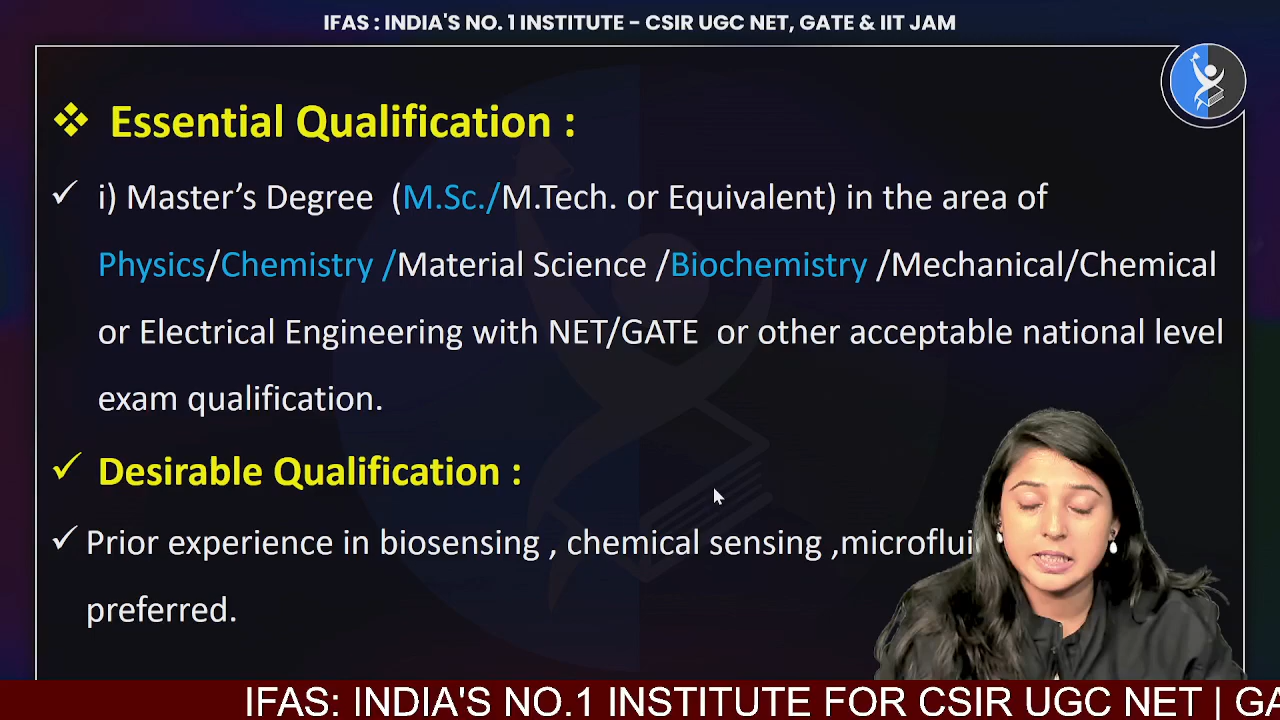 IFAS : INDIA'S NO. 1 INSTITUTE - CSIR UGC NET, GATE & IIT JAM
Essential Qualification :
i) Master’s Degree (M.Sc./M.Tech. or Equivalent) in the area of
Physics/Chemistry /Material Science /Biochemistry /Mechanical/Chemical
or Electrical Engineering with NET/GATE or other acceptable national level
exam qualification.
Desirable Qualification :
Prior experience in biosensing , chemical sensing ,
preferred.
IFAS: INDIA'S NO.1 INSTITUTE FOR CSIR UGC NET |